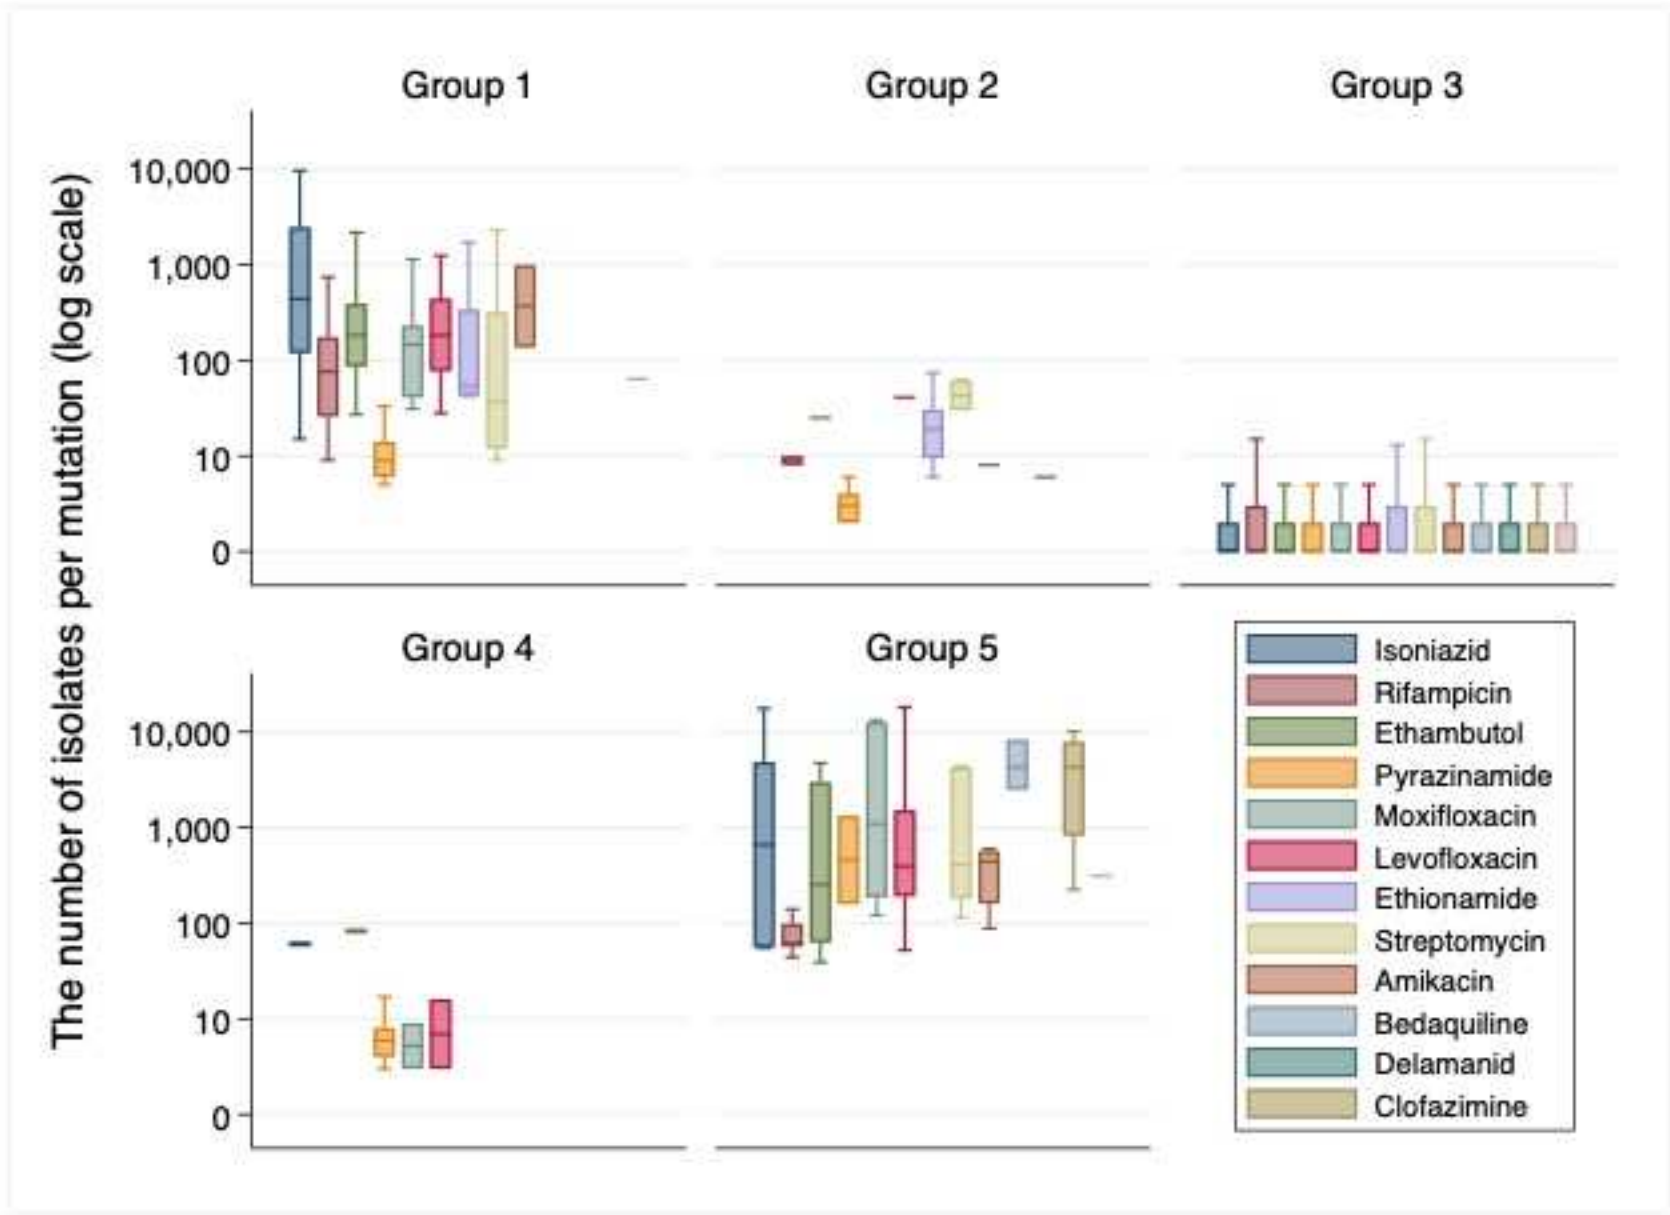 Group 1
Group 2
Group 3
The number of isolates per mutation (log scale)
10,000
1,000
100
10
0
Group 4
Group 5
10,000
1,000
100
10
0
Isoniazid
Rifampicin
Ethambutol
Pyrazinamide
Moxifloxacin
Levofloxacin
Ethionamide
Streptomycin
Amikacin
Bedaquiline
Delamanid
Clofazimine